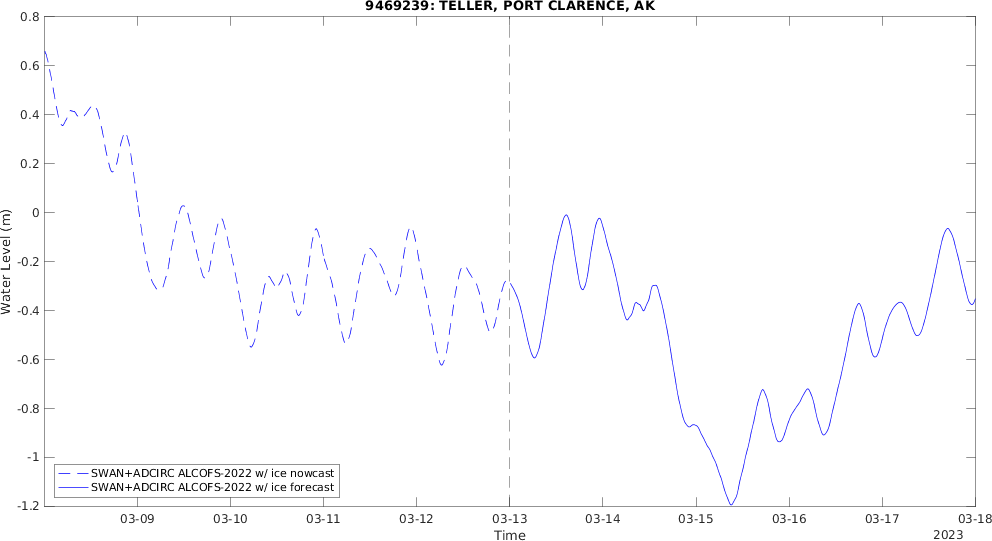 9469239: TELLER, PORT CLARENCE, AK
0.8
0.6
0.4
0.2
0
-0.2
-0.4
-0.6
-0.8
-1
-1.2
Water Level (m)
SWAN+ADCIRC ALCOFS-2022 w/ ice nowcast
SWAN+ADCIRC ALCOFS-2022 w/ ice forecast
03-09 03-10 03-11 03-12 03-13 03-14 03-15 03-16 03-17 03-18
Time
2023